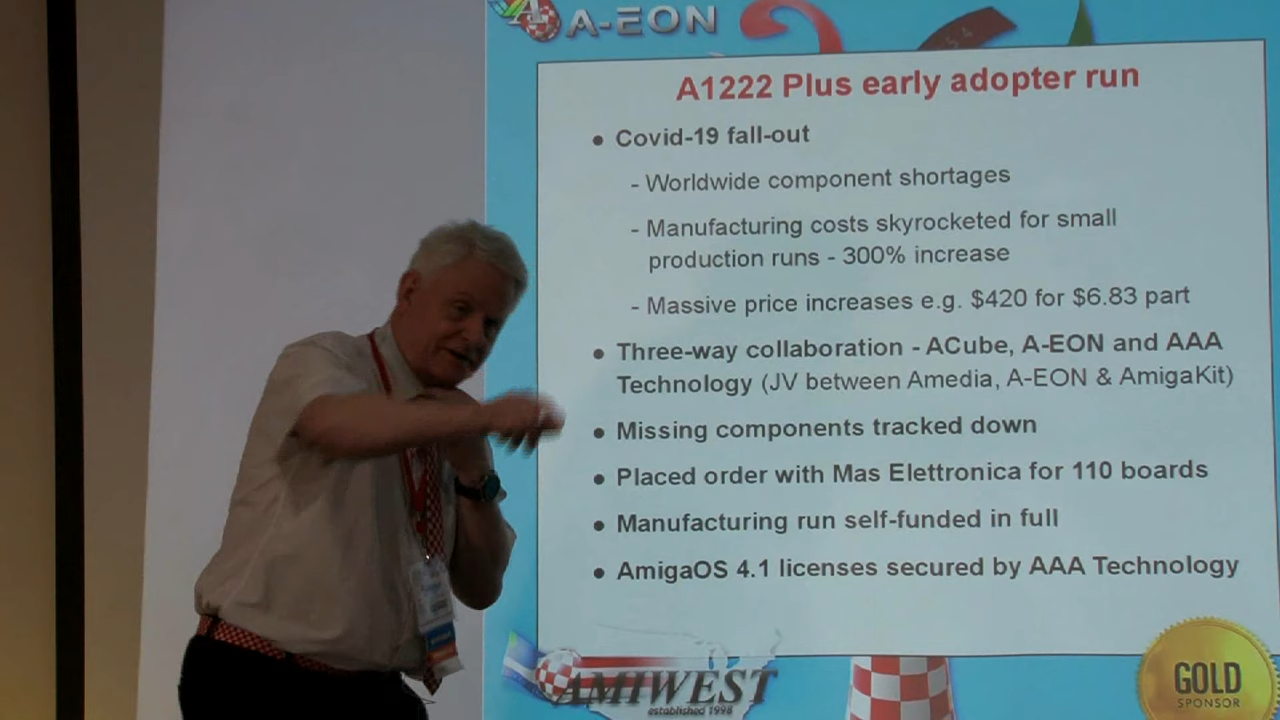 A-EON
A1222 Plus early adopter run
● Covid-19 fall-out
- Worldwide component shortages
- Manufacturing costs skyrocketed for small
production runs - 300% increase
- Massive price increases e.g. $420 for $6.83 part
● Three-way collaboration - ACube, A-EON and AAA
Technology (JV between Amedia, A-EON & AmigaKit)
● Missing components tracked down
● Placed order with Mas Elettronica for 110 boards
● Manufacturing run self-funded in full
● AmigaOS 4.1 licenses secured by AAA Technology
AMIWEST
established 1998
GOLD
SPONSOR